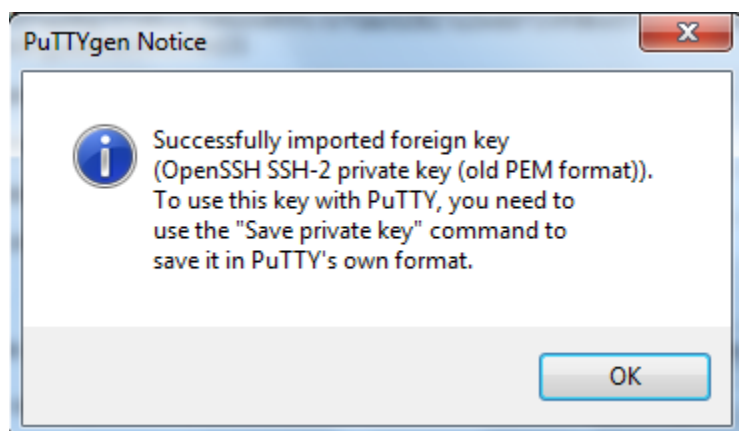 PuTTYgen Notice
Successfully imported foreign key
(OpenSSH SSH-2 private key (old PEM format)).
To use this key with PuTTY, you need to
use the "Save private key" command to
save it in PuTTY's own format.
OK